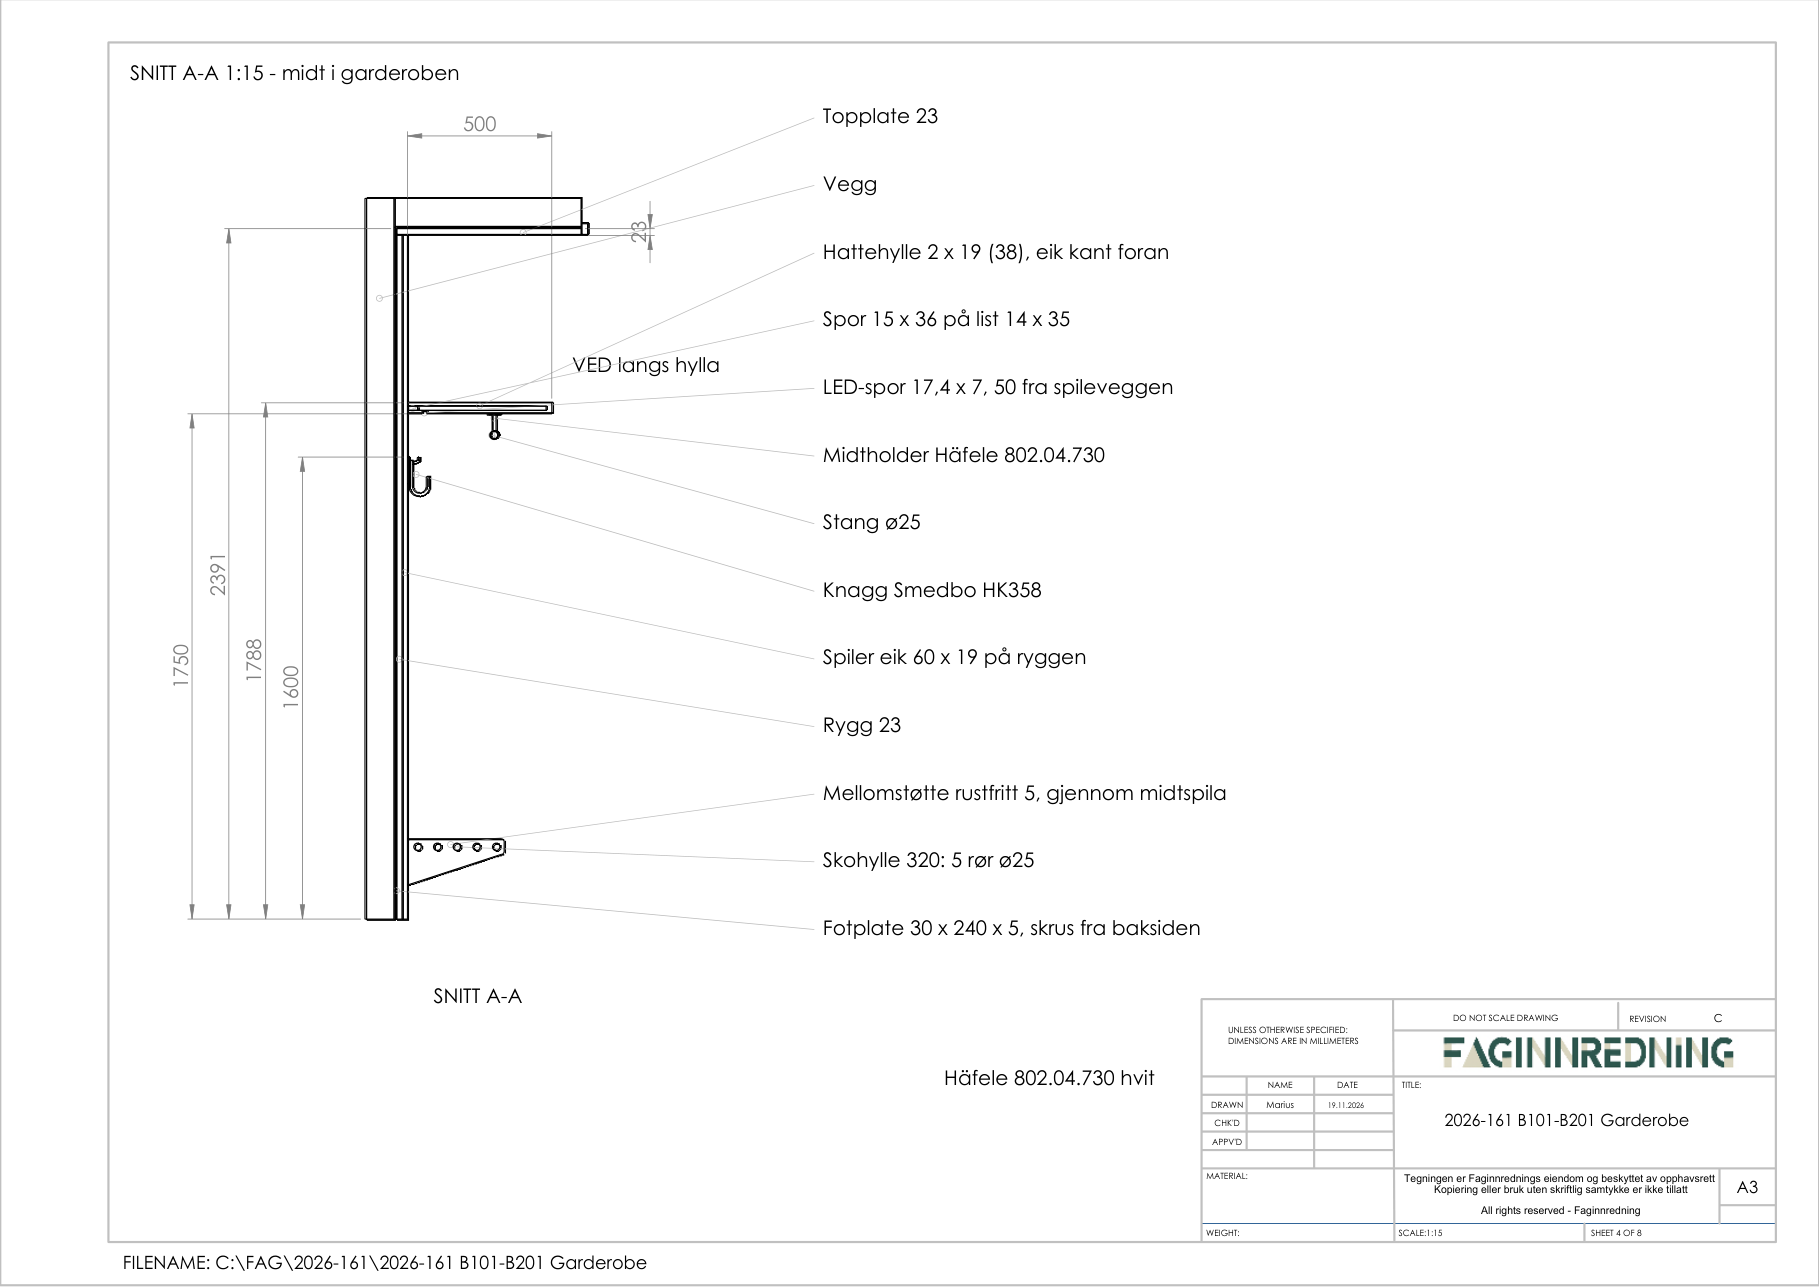 SNITT A-A 1:15 - midt i garderoben
500
Topplate 23
Vegg
23
Hattehylle 2 x 19 (38), eik kant foran
Spor 15 x 36 på list 14 x 35
VED langs hylla
LED-spor 17,4 x 7, 50 fra spileveggen
Midtholder Häfele 802.04.730
Stang ø25
Knagg Smedbo HK358
2391
1750
1788
1600
Spiler eik 60 x 19 på ryggen
Rygg 23
Mellomstøtte rustfritt 5, gjennom midtspila
Skohylle 320: 5 rør ø25
Fotplate 30 x 240 x 5, skrus fra baksiden
SNITT A-A
Häfele 802.04.730 hvit
UNLESS OTHERWISE SPECIFIED:
DIMENSIONS ARE IN MILLIMETERS
DO NOT SCALE DRAWING
REVISION C
FAGINNREDNING
NAME DATE
DRAWN Marius 19.11.2026
CHK'D
APPV'D
TITLE:
2026-161 B101-B201 Garderobe
MATERIAL:
Tegningen er Faginnrednings eiendom og beskyttet av opphavsrett
Kopiering eller bruk uten skriftlig samtykke er ikke tillatt
All rights reserved - Faginnredning
A3
WEIGHT:
SCALE:1:15
SHEET 4 OF 8
FILENAME: C:\FAG\2026-161\2026-161 B101-B201 Garderobe